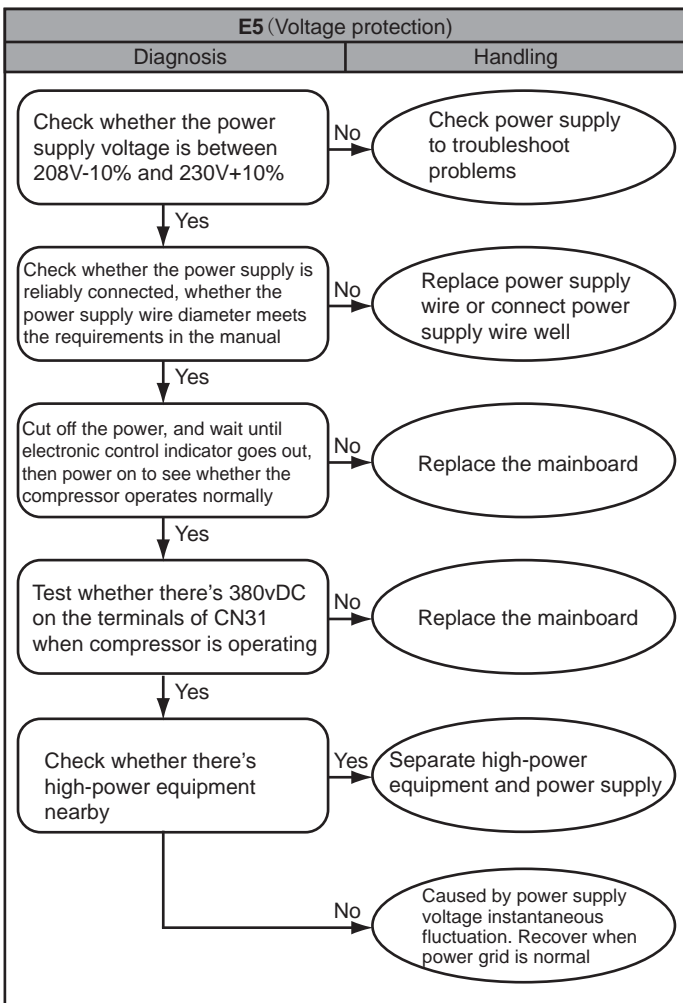 E5 (Voltage protection)
Diagnosis
Handling
Check whether the power
supply voltage is between
208V-10% and 230V+10%
No
Check power supply
to troubleshoot
problems
Yes
Check whether the power supply is
reliably connected, whether the
power supply wire diameter meets
the requirements in the manual
No
Replace power supply
wire or connect power
supply wire well
Yes
Cut off the power, and wait until
electronic control indicator goes out,
then power on to see whether the
compressor operates normally
No
Replace the mainboard
Yes
Test whether there's 380vDC
on the terminals of CN31
when compressor is operating
No
Replace the mainboard
Yes
Check whether there's
high-power equipment
nearby
Yes
Separate high-power
equipment and power supply
No
Caused by power supply
voltage instantaneous
fluctuation. Recover when
power grid is normal